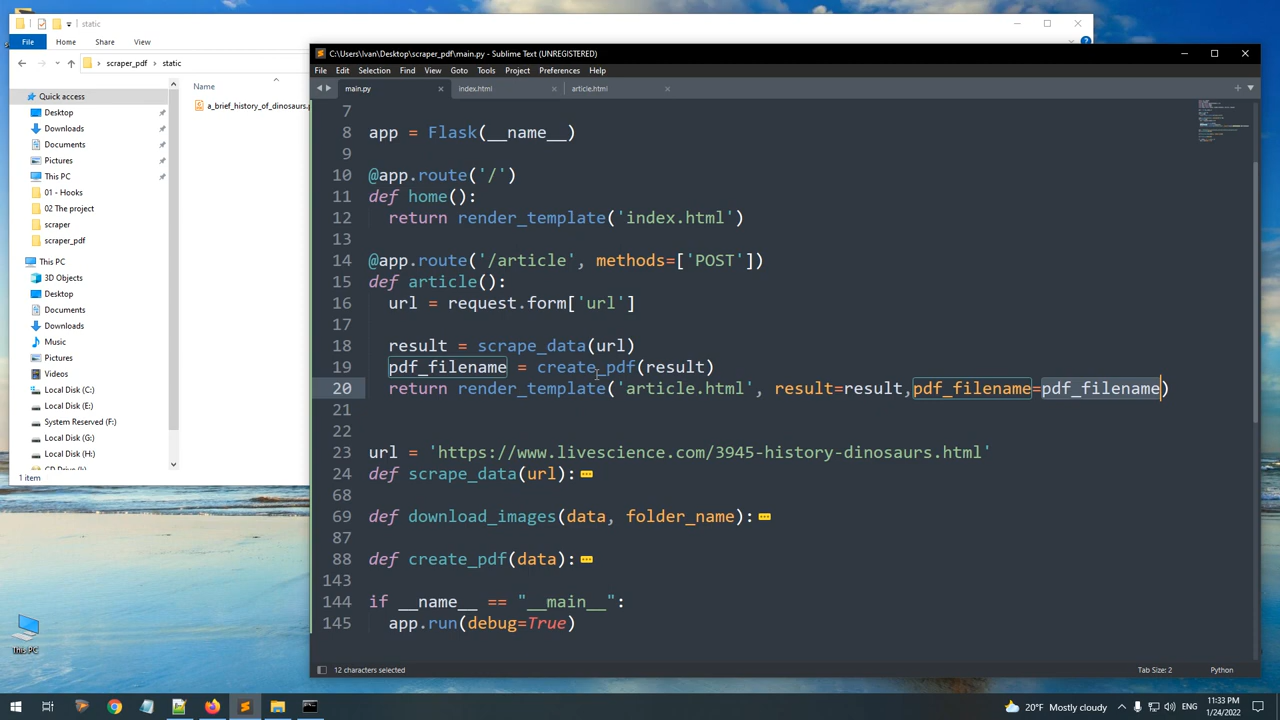 static
File
Home
Share
View
scraper_pdf
static
Quick access
Desktop
Downloads
Documents
Pictures
This PC
01 - Hooks
02 The project
scraper
scraper_pdf
This PC
3D Objects
Desktop
Documents
Downloads
Music
Pictures
Videos
Local Disk (C:)
Local Disk (E:)
System Reserved (F:)
Local Disk (G:)
Local Disk (H:)
Name
a_brief_history_of_dinosaurs.p
1 item
This PC
C:\Users\Ivan\Desktop\scraper_pdf\main.py - Sublime Text (UNREGISTERED)
File Edit Selection Find View Goto Tools Project Preferences Help
main.py
index.html
article.html
7
8 app = Flask(__name__)
9
10 @app.route('/')
11 def home():
12 return render_template('index.html')
13
14 @app.route('/article', methods=['POST'])
15 def article():
16 url = request.form['url']
17
18 result = scrape_data(url)
19 pdf_filename = create_pdf(result)
20 return render_template('article.html', result=result,pdf_filename=pdf_filename)
21
22
23 url = 'https://www.livescience.com/3945-history-dinosaurs.html'
24 def scrape_data(url):
68
69 def download_images(data, folder_name):
87
88 def create_pdf(data):
143
144 if __name__ == "__main__":
145 app.run(debug=True)
12 characters selected
Tab Size: 2
Python
20°F Mostly cloudy
ENG
11:33 PM
1/24/2022